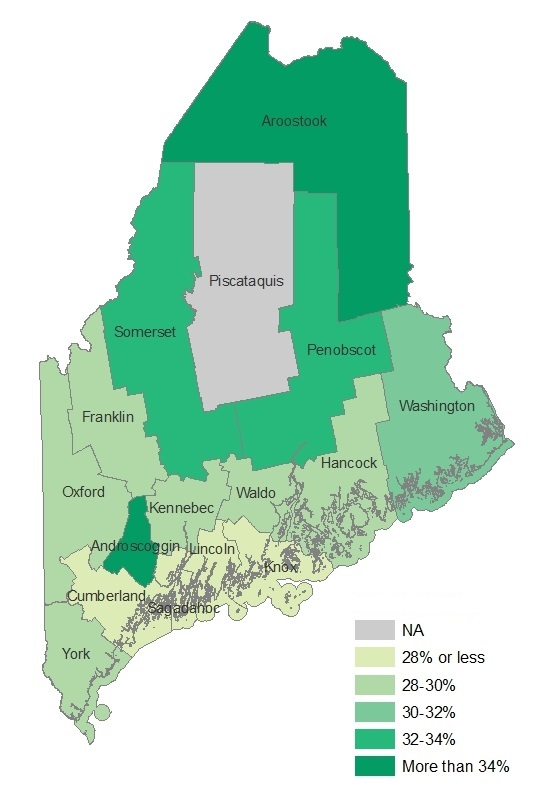 Aroostook
Piscataquis
Somerset
Penobscot
Washington
Franklin
Hancock
Oxford
Waldo
Kennebec
Androscoggin
Lincoln
Knox
Cumberland
Sagadahoc
York
NA
28% or less
28-30%
30-32%
32-34%
More than 34%